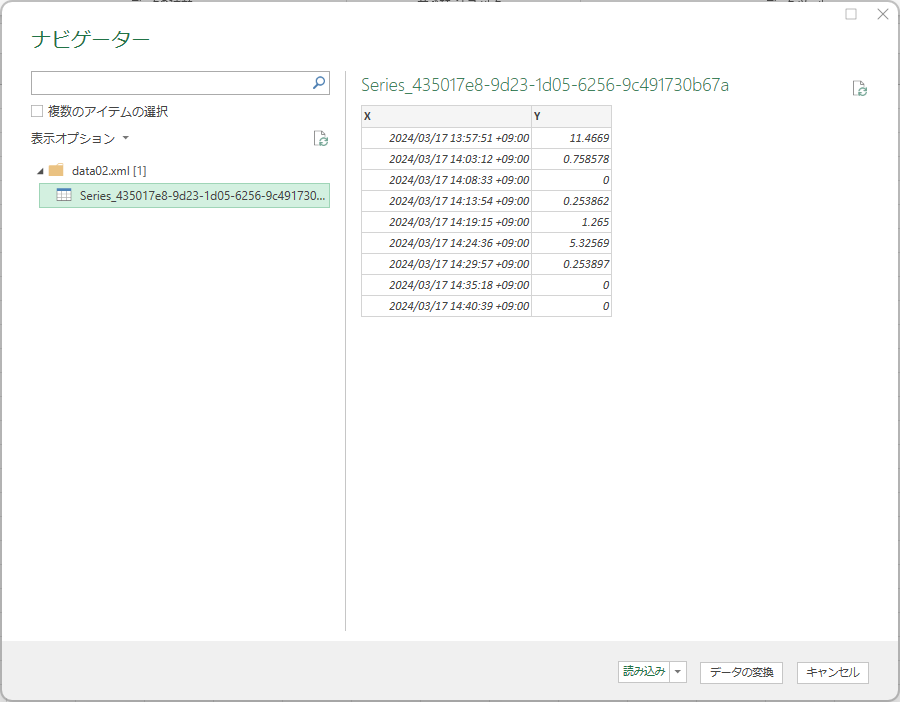 ナビゲーター
複数のアイテムの選択
表示オプション
data02.xml [1]
Series_435017e8-9d23-1d05-6256-9c491730...
Series_435017e8-9d23-1d05-6256-9c491730b67a
X Y
2024/03/17 13:57:51 +09:00 11.4669
2024/03/17 14:03:12 +09:00 0.758578
2024/03/17 14:08:33 +09:00 0
2024/03/17 14:13:54 +09:00 0.253862
2024/03/17 14:19:15 +09:00 1.265
2024/03/17 14:24:36 +09:00 5.32569
2024/03/17 14:29:57 +09:00 0.253897
2024/03/17 14:35:18 +09:00 0
2024/03/17 14:40:39 +09:00 0
読み込み データの変換 キャンセル